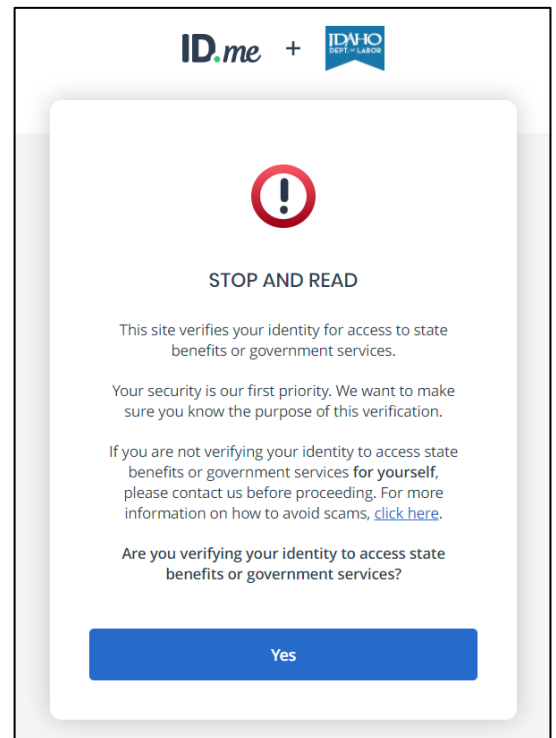 ID.me + IDAHO
DEPT. OF LABOR
STOP AND READ
This site verifies your identity for access to state
benefits or government services.
Your security is our first priority. We want to make
sure you know the purpose of this verification.
If you are not verifying your identity to access state
benefits or government services for yourself,
please contact us before proceeding. For more
information on how to avoid scams, click here.
Are you verifying your identity to access state
benefits or government services?
Yes